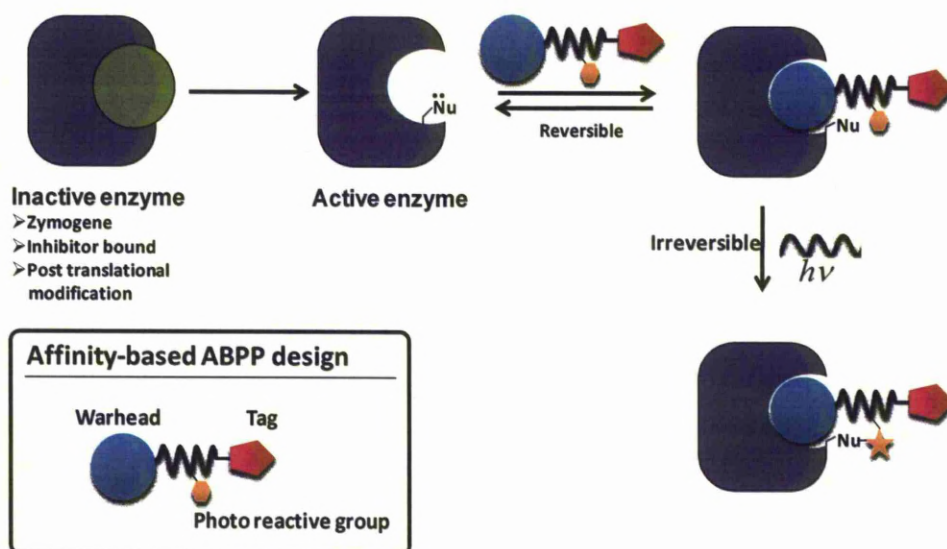 Nu
Reversible
Nu
Inactive enzyme
➢Zymogene
➢Inhibitor bound
➢Post translational
modification
Active enzyme
Irreversible
hν
Affinity-based ABPP design
Warhead
Tag
Photo reactive group
Nu